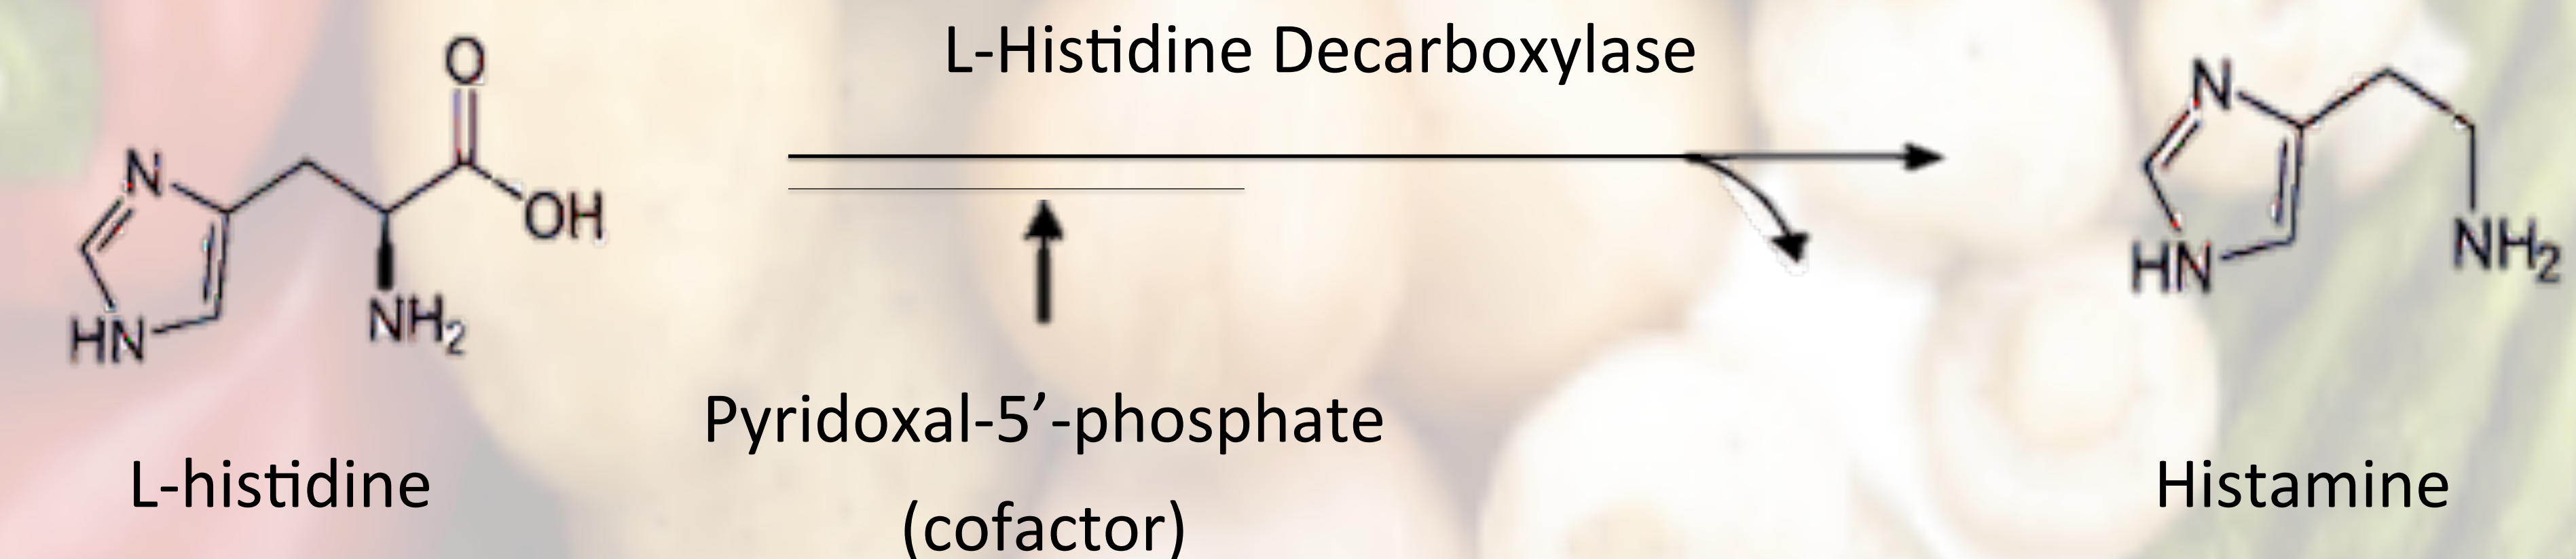 L-Histidine Decarboxylase
O
N
OH
HN
NH2
N
HN
NH2
Pyridoxal-5’-phosphate
(cofactor)
L-histidine
Histamine